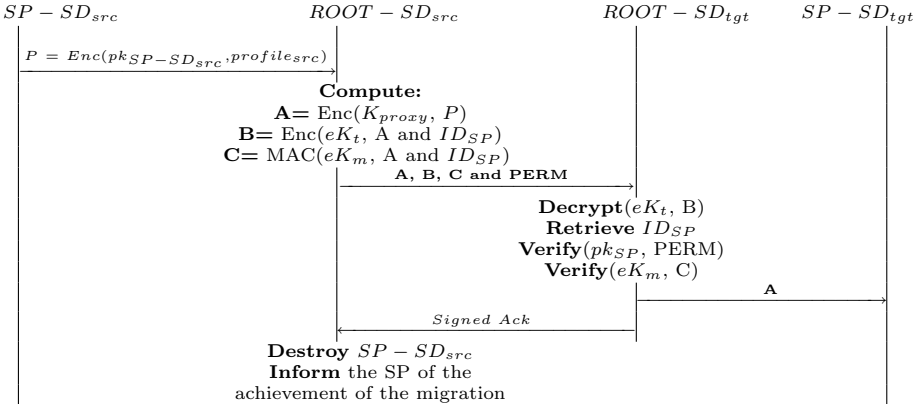 SP − SD_src ROOT − SD_src ROOT − SD_tgt SP − SD_tgt
P = Enc(pk_SP−SD_src, profile_src)
Compute:
A= Enc(K_proxy, P)
B= Enc(eK_t, A and ID_SP)
C= MAC(eK_m, A and ID_SP)
A, B, C and PERM
Decrypt(eK_t, B)
Retrieve ID_SP
Verify(pk_SP, PERM)
Verify(eK_m, C)
A
Signed Ack
Destroy SP − SD_src
Inform the SP of the
achievement of the migration